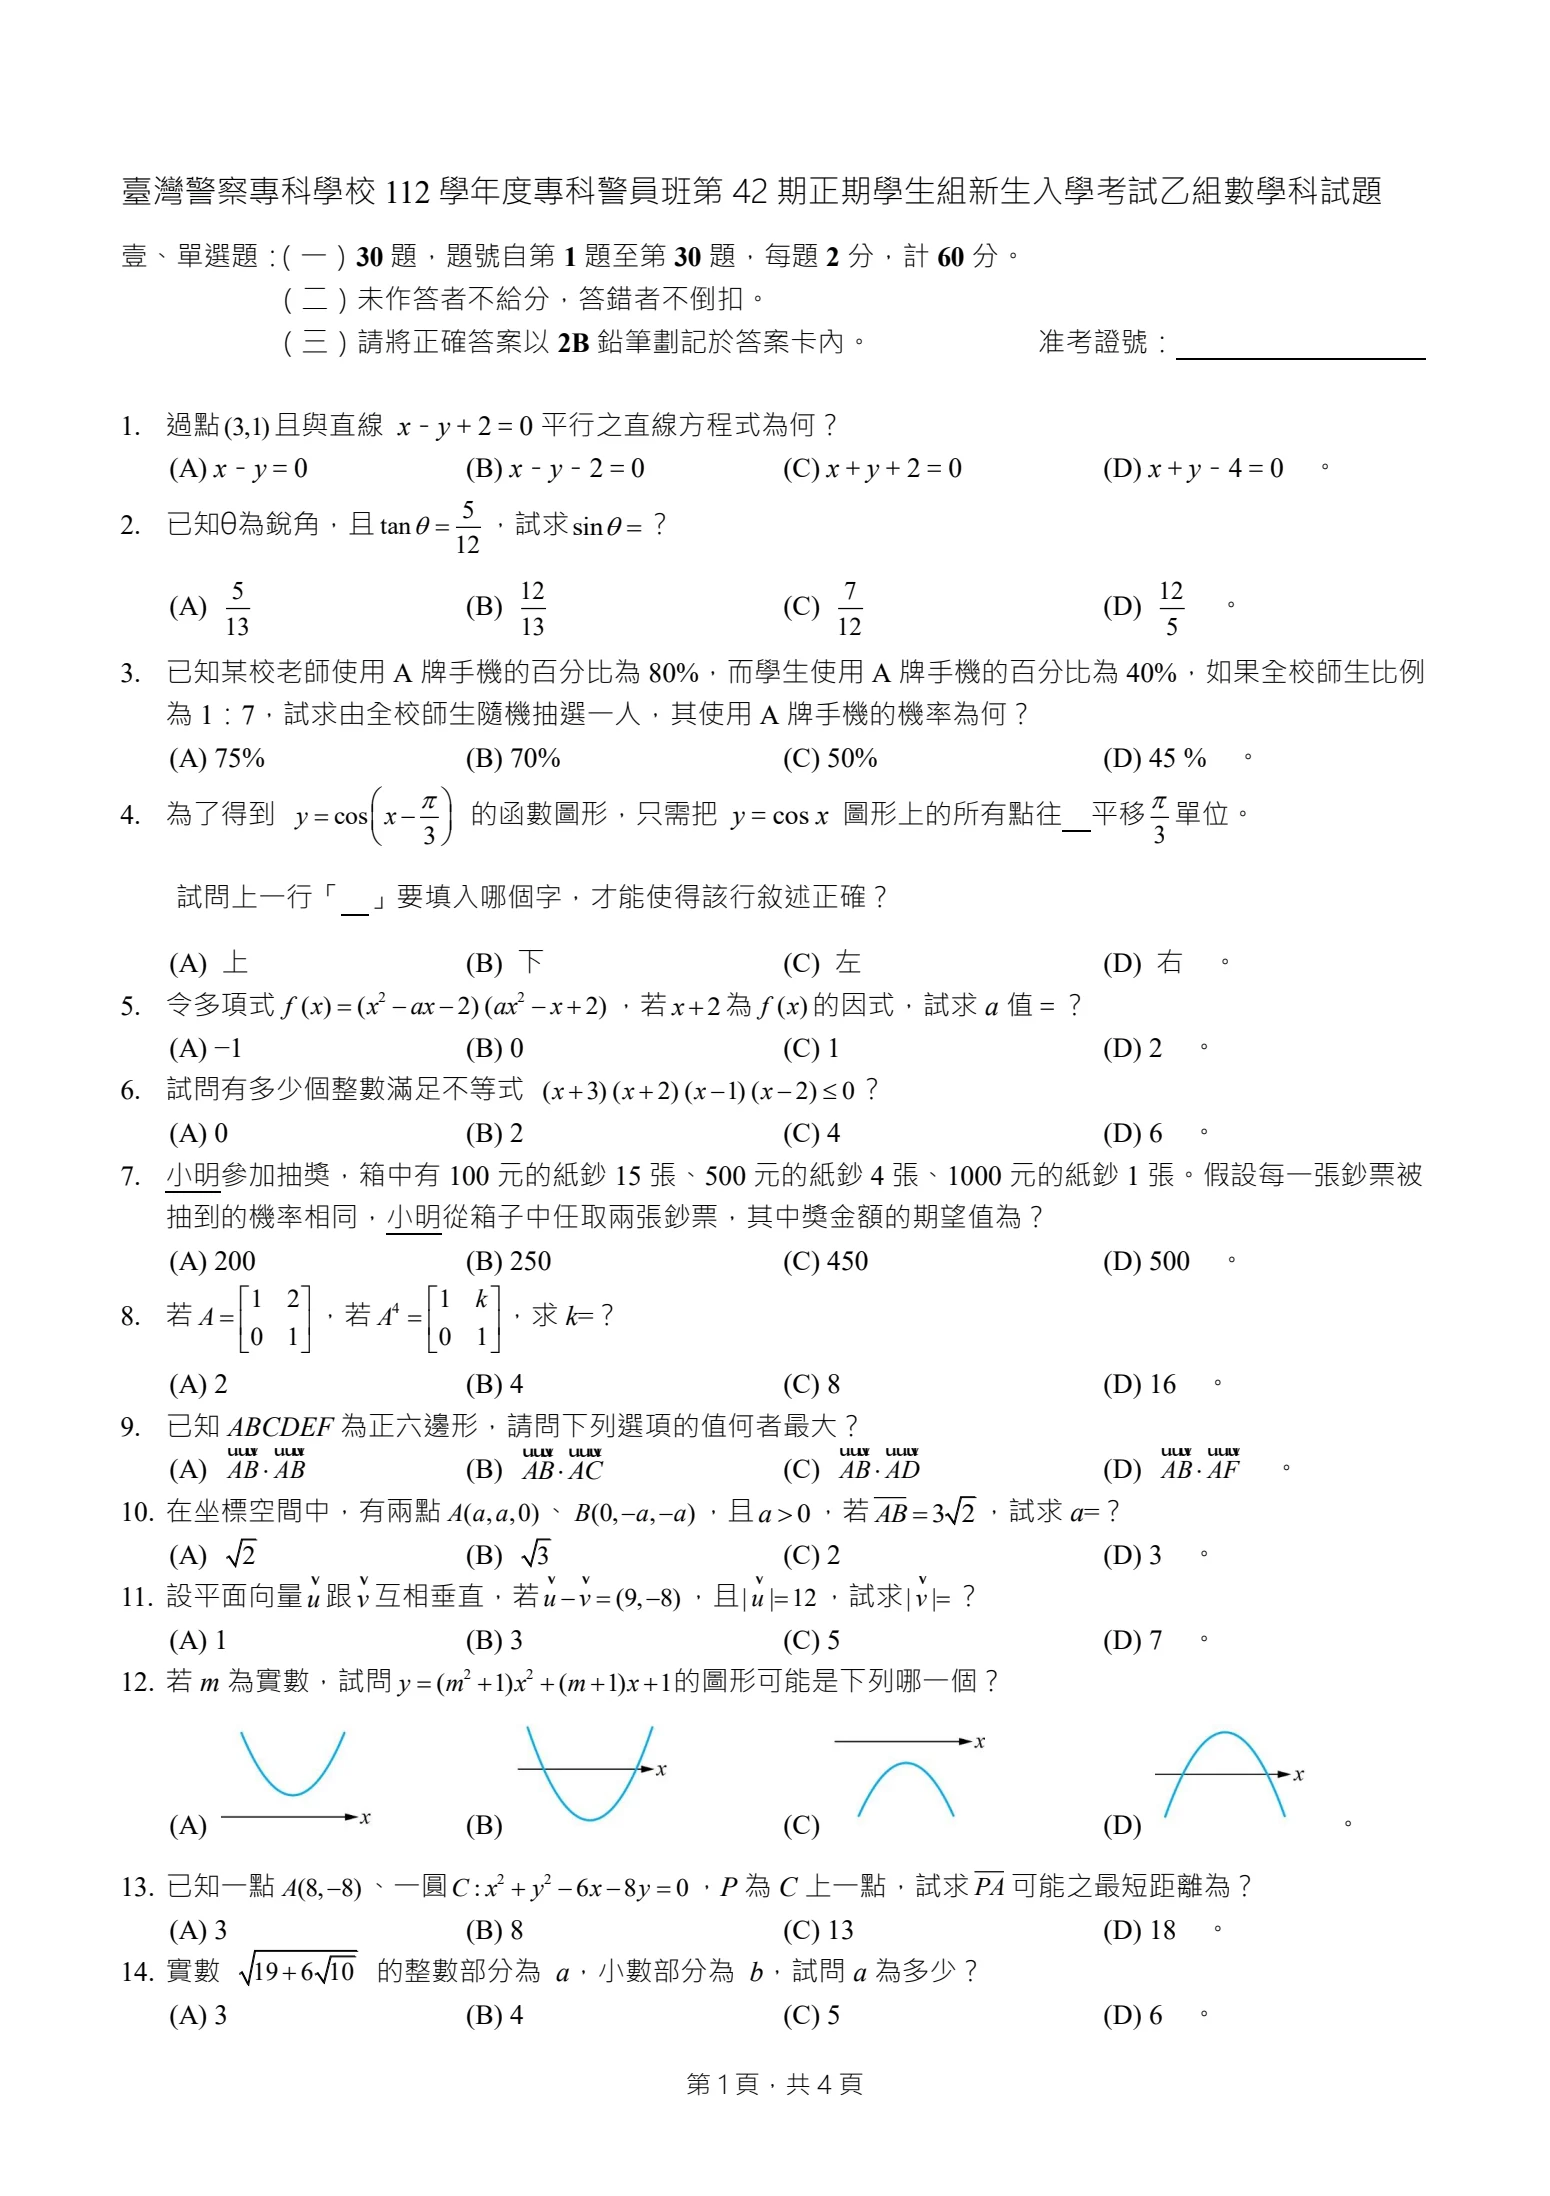 臺灣警察專科學校 112 學年度專科警員班第 42 期正期學生組新生入學考試乙組數學科試題
壹、單選題：(一) 30 題，題號自第 1 題至第 30 題，每題 2 分，計 60 分。
(二) 未作答者不給分，答錯者不倒扣。
(三) 請將正確答案以 2B 鉛筆劃記於答案卡內。 准考證號：
1. 過點 (3,1) 且與直線 x﹣y + 2 = 0 平行之直線方程式為何？
(A) x﹣y = 0 (B) x﹣y﹣2 = 0 (C) x + y + 2 = 0 (D) x + y﹣4 = 0 。
2. 已知θ為銳角，且 tan θ = 5/12，試求 sin θ = ？
(A) 5/13 (B) 12/13 (C) 7/12 (D) 12/5 。
3. 已知某校老師使用 A 牌手機的百分比為 80%，而學生使用 A 牌手機的百分比為 40%，如果全校師生比例
為 1：7，試求由全校師生隨機抽選一人，其使用 A 牌手機的機率為何？
(A) 75% (B) 70% (C) 50% (D) 45 % 。
4. 為了得到 y = cos(x − π/3) 的函數圖形，只需把 y = cos x 圖形上的所有點往__平移 π/3 單位。
試問上一行「__」要填入哪個字，才能使得該行敘述正確？
(A) 上 (B) 下 (C) 左 (D) 右 。
5. 令多項式 f (x) = (x² − ax − 2) (ax² − x + 2)，若 x + 2 為 f (x) 的因式，試求 a 值 = ？
(A) −1 (B) 0 (C) 1 (D) 2 。
6. 試問有多少個整數滿足不等式 (x + 3) (x + 2) (x − 1) (x − 2) ≤ 0？
(A) 0 (B) 2 (C) 4 (D) 6 。
7. 小明參加抽獎，箱中有 100 元的紙鈔 15 張、500 元的紙鈔 4 張、1000 元的紙鈔 1 張。假設每一張鈔票被
抽到的機率相同，小明從箱子中任取兩張鈔票，其中獎金額的期望值為？
(A) 200 (B) 250 (C) 450 (D) 500 。
8. 若 A = [1 2; 0 1]，若 A⁴ = [1 k; 0 1]，求 k=？
(A) 2 (B) 4 (C) 8 (D) 16 。
9. 已知 ABCDEF 為正六邊形，請問下列選項的值何者最大？
(A) AB · AB (B) AB · AC (C) AB · AD (D) AB · AF 。
10. 在坐標空間中，有兩點 A(a, a, 0)、B(0, −a, −a)，且 a > 0，若 AB = 3√2，試求 a=？
(A) √2 (B) √3 (C) 2 (D) 3 。
11. 設平面向量 u 跟 v 互相垂直，若 u − v = (9, −8)，且| u |= 12，試求| v |= ？
(A) 1 (B) 3 (C) 5 (D) 7 。
12. 若 m 為實數，試問 y = (m² + 1)x² + (m + 1)x + 1 的圖形可能是下列哪一個？
(A) x (B) x (C) x (D) x 。
13. 已知一點 A(8, −8)、一圓 C : x² + y² − 6x − 8y = 0，P 為 C 上一點，試求 PA 可能之最短距離為？
(A) 3 (B) 8 (C) 13 (D) 18 。
14. 實數 √(19 + 6√10) 的整數部分為 a，小數部分為 b，試問 a 為多少？
(A) 3 (B) 4 (C) 5 (D) 6 。
第 1 頁，共 4 頁